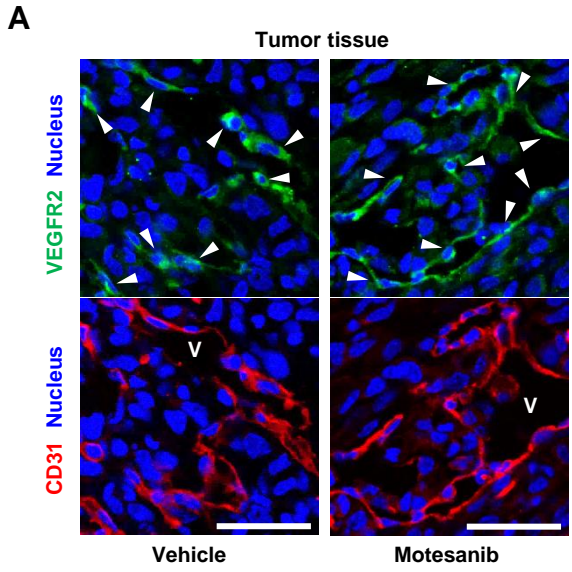 A
Tumor tissue
VEGFR2 Nucleus
CD31 Nucleus
V
V
Vehicle
Motesanib